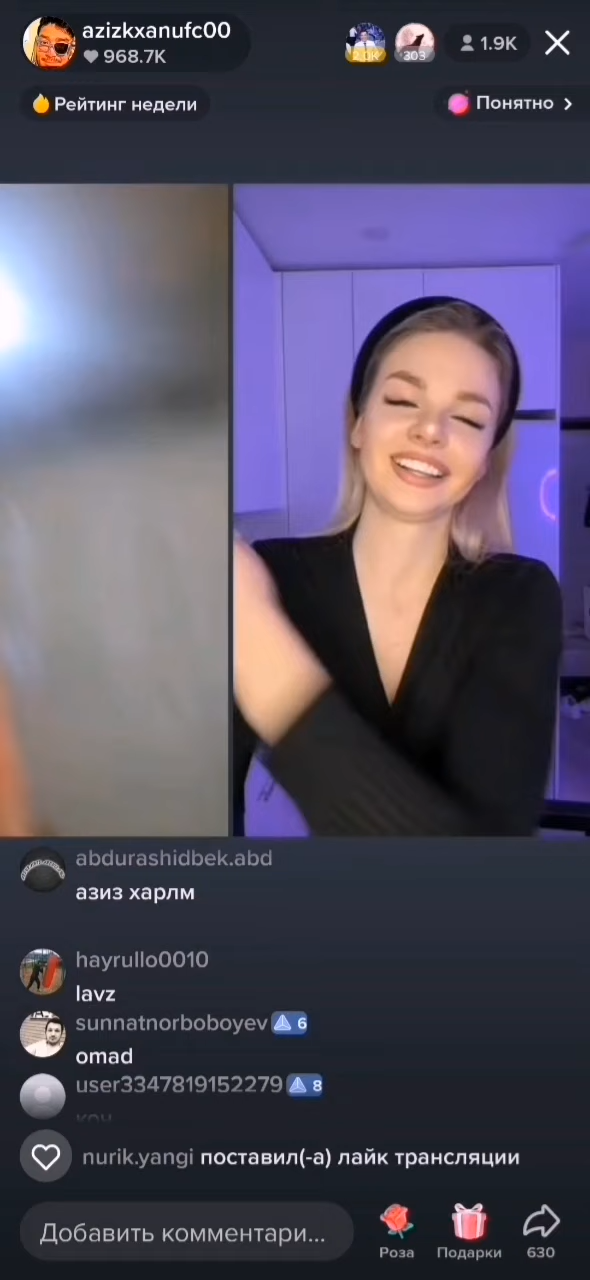 azizkxanufc00
968.7K
303
1.9K
Рейтинг недели
Понятно
abdurashidbek.abd
азиз харлм
hayrullo0010
lavz
sunnatnorboboyev 6
omad
user3347819152279 8
nurik.yangi поставил(-а) лайк трансляции
Добавить комментари...
Роза
Подарки
630